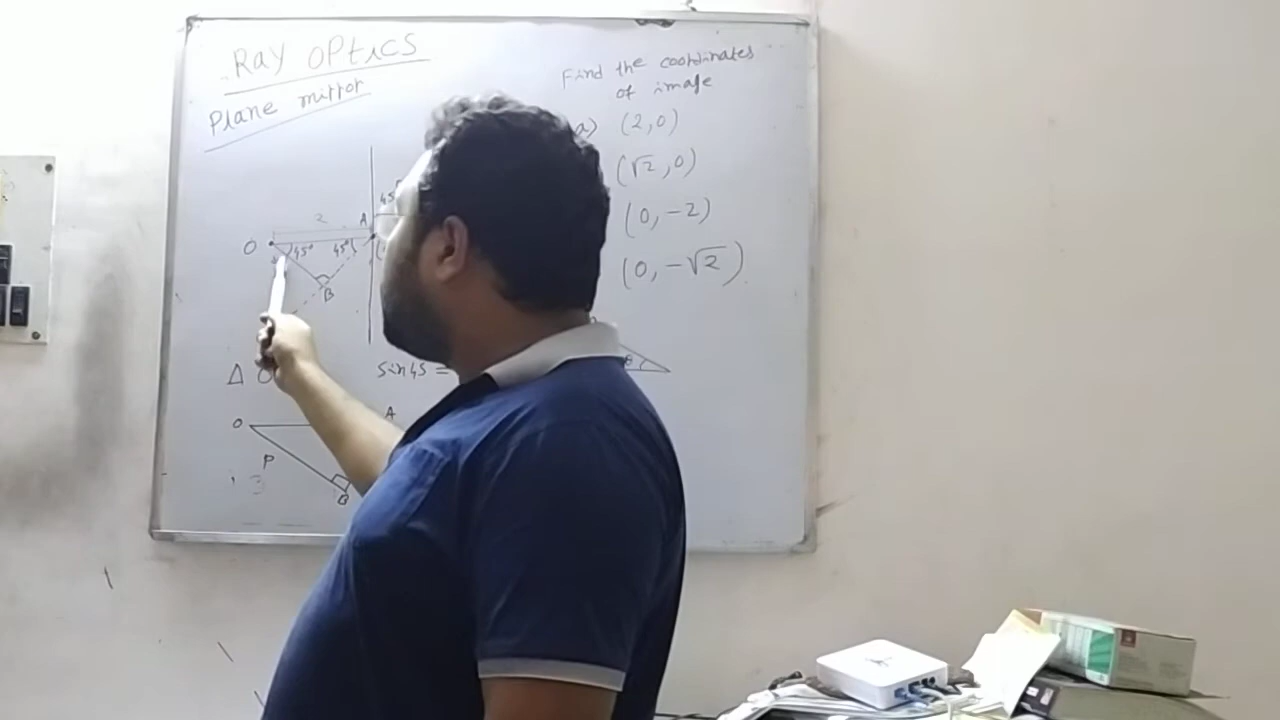 Ray Optics
Plane mirror
Find the coordinates
of image
a) (2,0)
(√2,0)
(0,-2)
(0,-√2)
2
A
45
O
45°
45°
B
Sin45 =
Δ O
θ
O
A
P
B